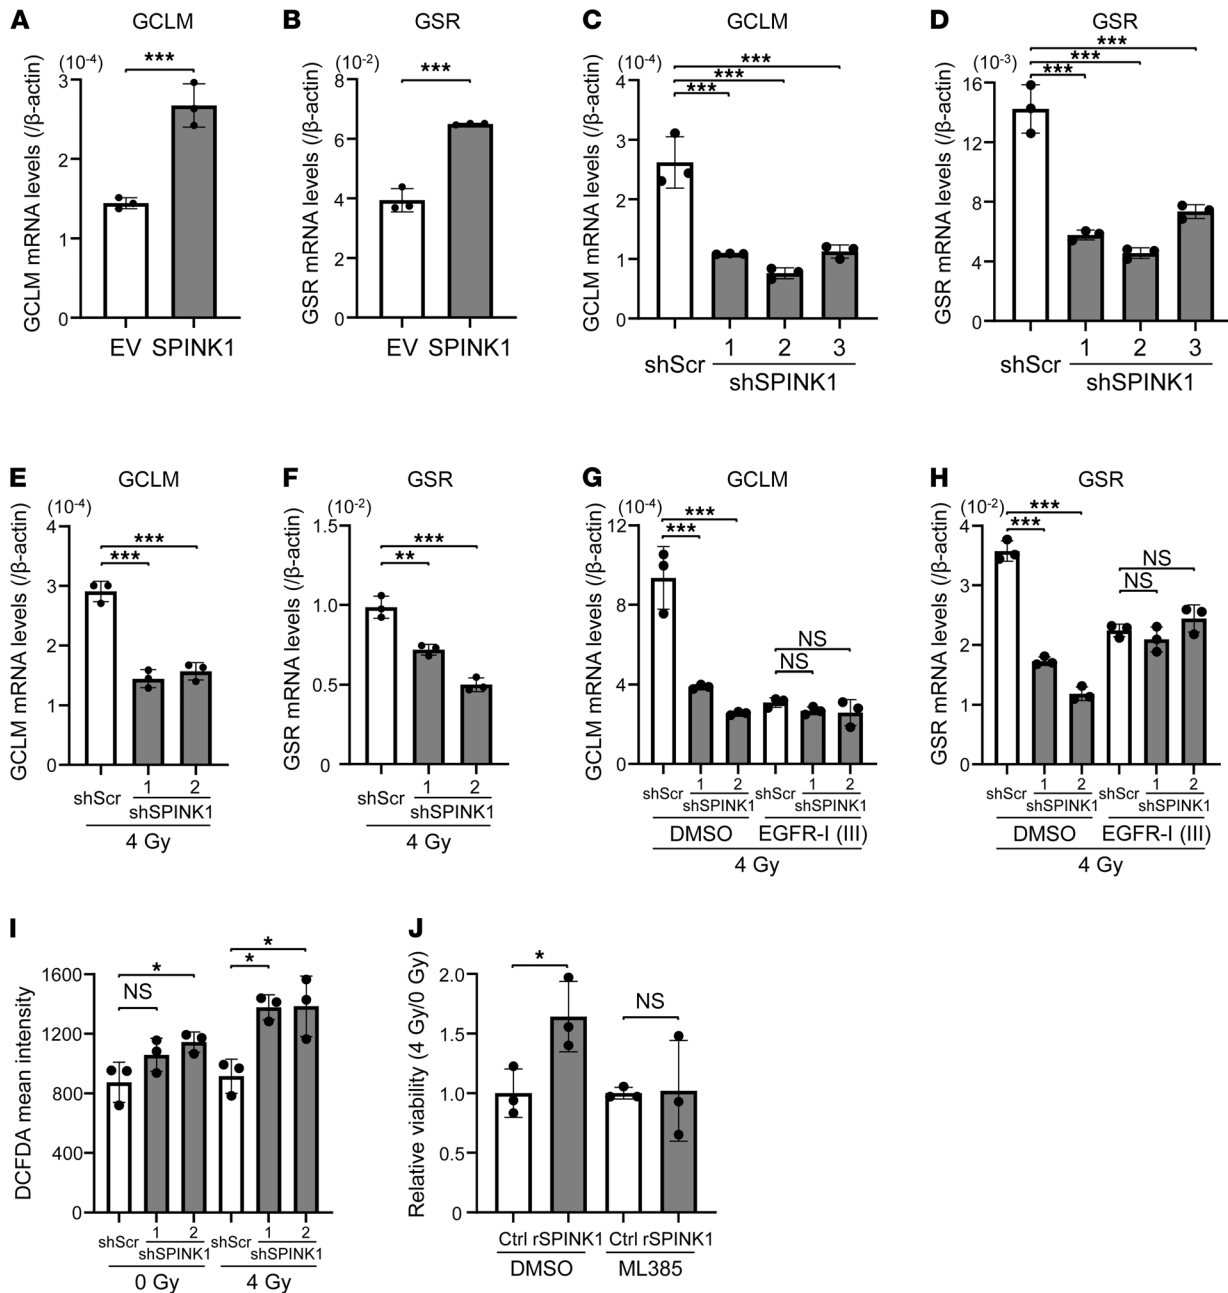 A
GCLM
(10-4)
***
GCLM mRNA levels (/β-actin)
3
2
1
0
EV SPINK1
B
GSR
(10-2)
***
GSR mRNA levels (/β-actin)
8
6
4
2
0
EV SPINK1
C
GCLM
(10-4)
***
***
***
GCLM mRNA levels (/β-actin)
4
3
2
1
0
shScr
1 2 3
shSPINK1
D
GSR
(10-3)
***
***
***
GSR mRNA levels (/β-actin)
16
12
8
4
0
shScr
1 2 3
shSPINK1
E
GCLM
(10-4)
***
***
GCLM mRNA levels (/β-actin)
4
3
2
1
0
shScr
1 2
shSPINK1
4 Gy
F
GSR
(10-2)
***
**
GSR mRNA levels (/β-actin)
1.5
1.0
0.5
0
shScr
1 2
shSPINK1
4 Gy
G
GCLM
(10-4)
***
***
NS
NS
GCLM mRNA levels (/β-actin)
12
8
4
0
1 2 1 2
shScr shSPINK1 shScr shSPINK1
DMSO EGFR-I (III)
4 Gy
H
GSR
(10-2)
***
***
NS
NS
GSR mRNA levels (/β-actin)
4
3
2
1
0
1 2 1 2
shScr shSPINK1 shScr shSPINK1
DMSO EGFR-I (III)
4 Gy
I
*
NS
*
*
DCFDA mean intensity
1600
1200
800
400
0
1 2 1 2
shScr shSPINK1 shScr shSPINK1
0 Gy 4 Gy
J
*
NS
Relative viability (4 Gy/0 Gy)
2.0
1.5
1.0
0.5
0
Ctrl rSPINK1 Ctrl rSPINK1
DMSO ML385